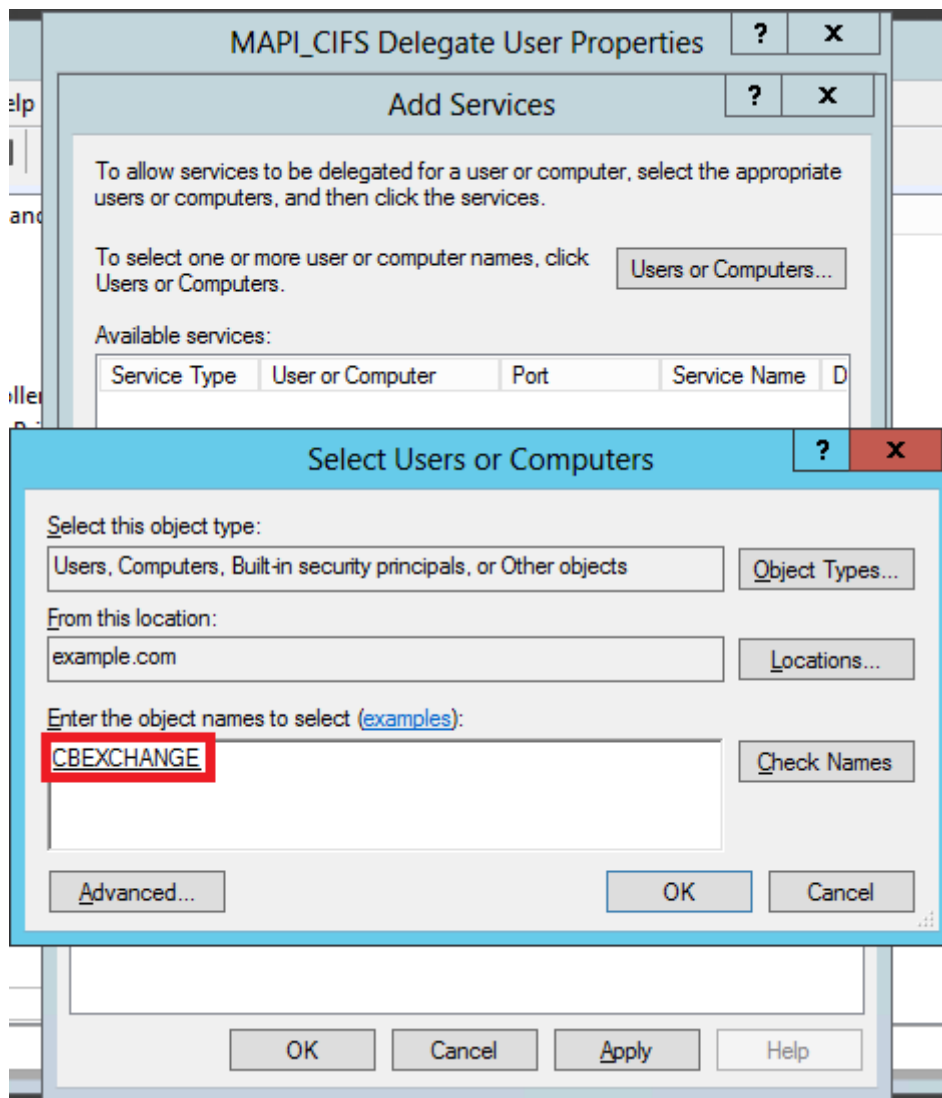 MAPI_CIFS Delegate User Properties
? x
Add Services
? x
elp
To allow services to be delegated for a user or computer, select the appropriate
users or computers, and then click the services.
and
To select one or more user or computer names, click
Users or Computers.
Users or Computers...
Available services:
Service Type User or Computer Port Service Name D
oller
Select Users or Computers
? x
Select this object type:
Users, Computers, Built-in security principals, or Other objects
Object Types...
From this location:
example.com
Locations...
Enter the object names to select (examples):
CBEXCHANGE
Check Names
Advanced...
OK
Cancel
OK
Cancel
Apply
Help